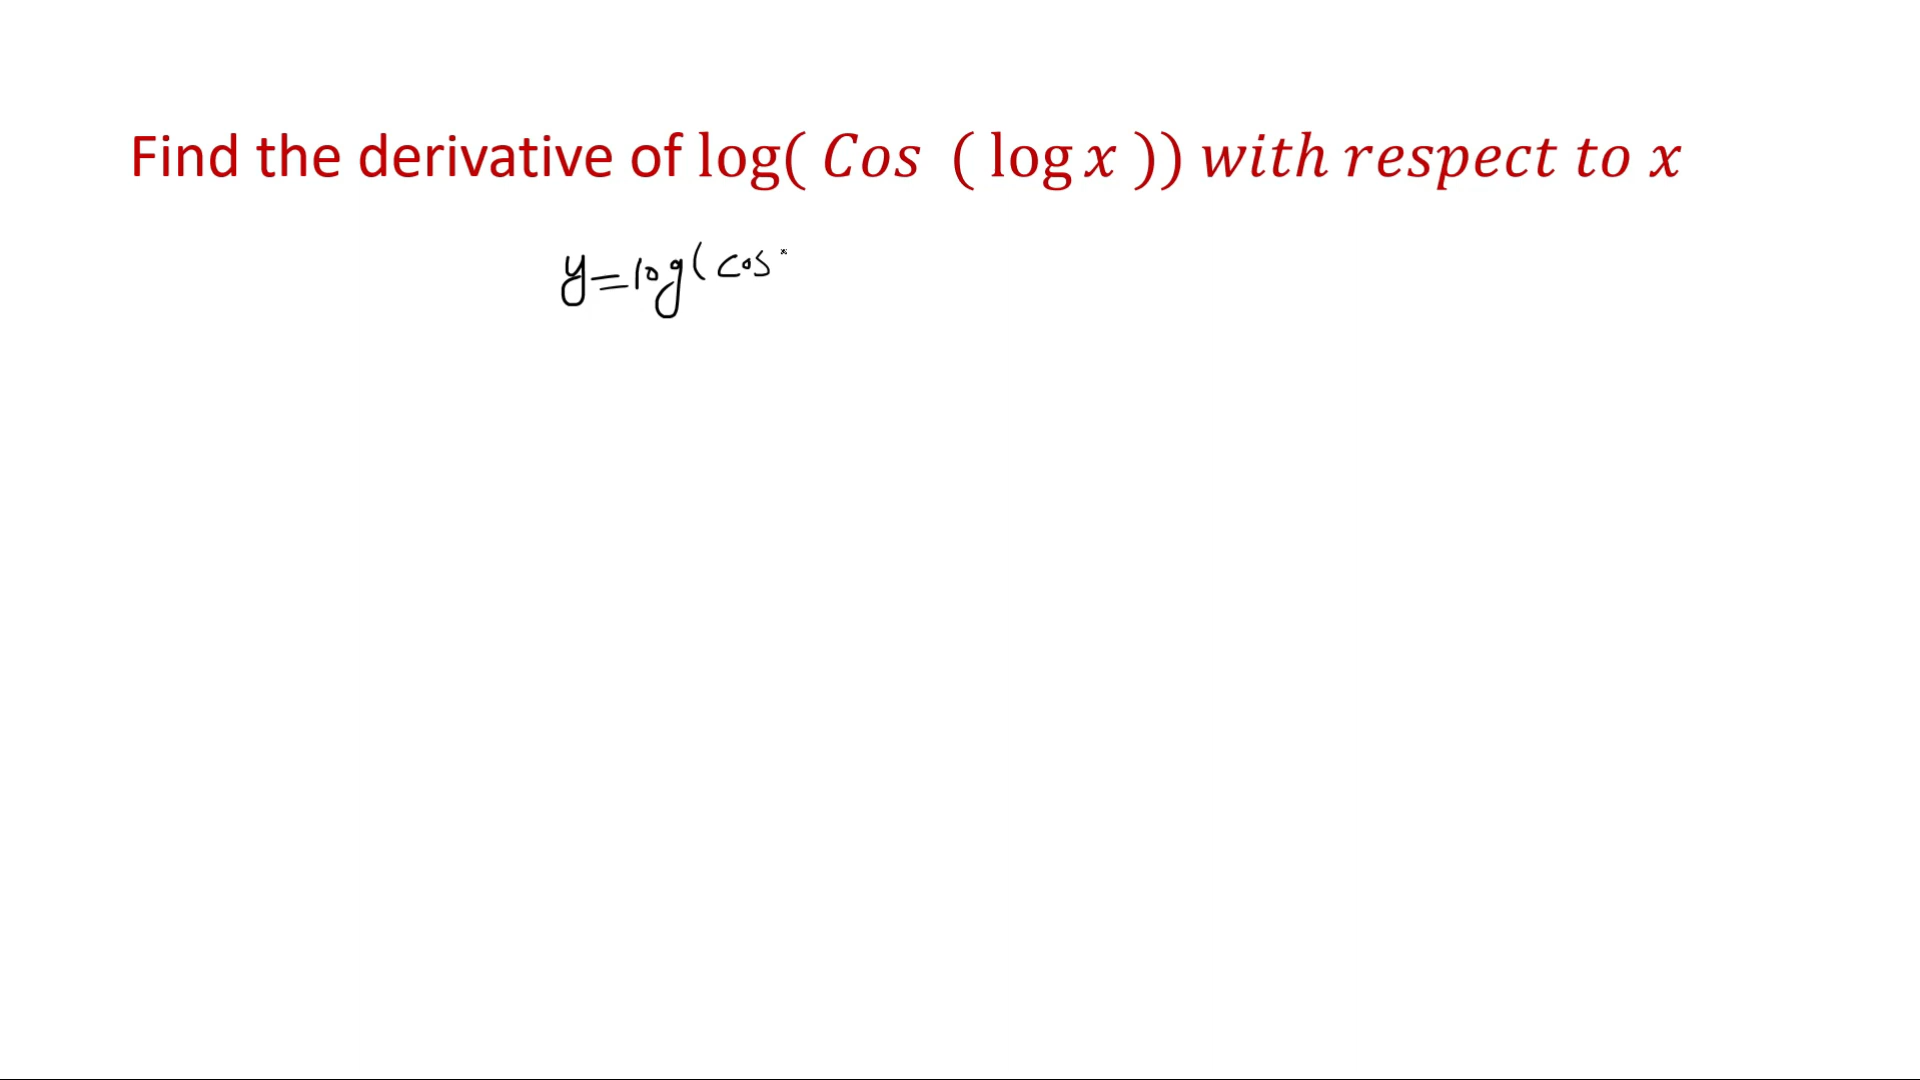 Find the derivative of log( Cos ( log x )) with respect to x
y=log( cos